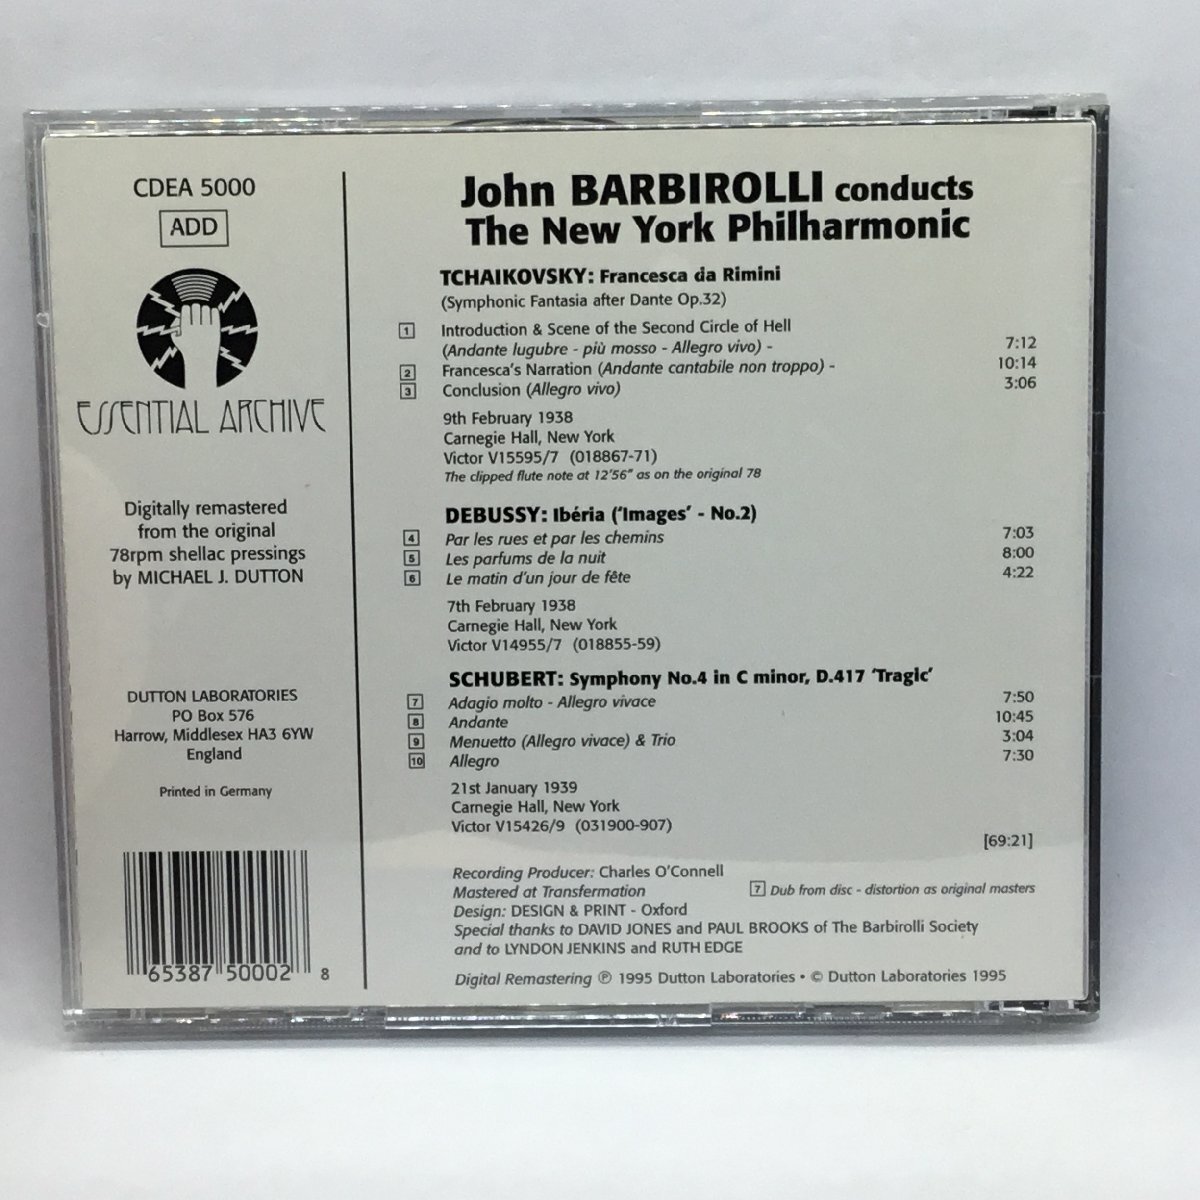 CDEA 5000
ADD
ESSENTIAL ARCHIVE
Digitally remastered
from the original
78rpm shellac pressings
by MICHAEL J. DUTTON
DUTTON LABORATORIES
PO Box 576
Harrow, Middlesex HA3 6YW
England
Printed in Germany
65387 50002 8
John BARBIROLLI conducts
The New York Philharmonic
TCHAIKOVSKY: Francesca da Rimini
(Symphonic Fantasia after Dante Op.32)
1 Introduction & Scene of the Second Circle of Hell
(Andante lugubre - più mosso - Allegro vivo) - 7:12
2 Francesca's Narration (Andante cantabile non troppo) - 10:14
3 Conclusion (Allegro vivo) 3:06
9th February 1938
Carnegie Hall, New York
Victor V15595/7 (018867-71)
The clipped flute note at 12'56" as on the original 78
DEBUSSY: Ibéria ('Images' - No.2)
4 Par les rues et par les chemins 7:03
5 Les parfums de la nuit 8:00
6 Le matin d'un jour de fête 4:22
7th February 1938
Carnegie Hall, New York
Victor V14955/7 (018855-59)
SCHUBERT: Symphony No.4 in C minor, D.417 'Tragic'
7 Adagio molto - Allegro vivace 7:50
8 Andante 10:45
9 Menuetto (Allegro vivace) & Trio 3:04
10 Allegro 7:30
21st January 1939
Carnegie Hall, New York
Victor V15426/9 (031900-907)
[69:21]
Recording Producer: Charles O'Connell
Mastered at Transfermation 7 Dub from disc - distortion as original masters
Design: DESIGN & PRINT - Oxford
Special thanks to DAVID JONES and PAUL BROOKS of The Barbirolli Society
and to LYNDON JENKINS and RUTH EDGE
Digital Remastering ℗ 1995 Dutton Laboratories • © Dutton Laboratories 1995